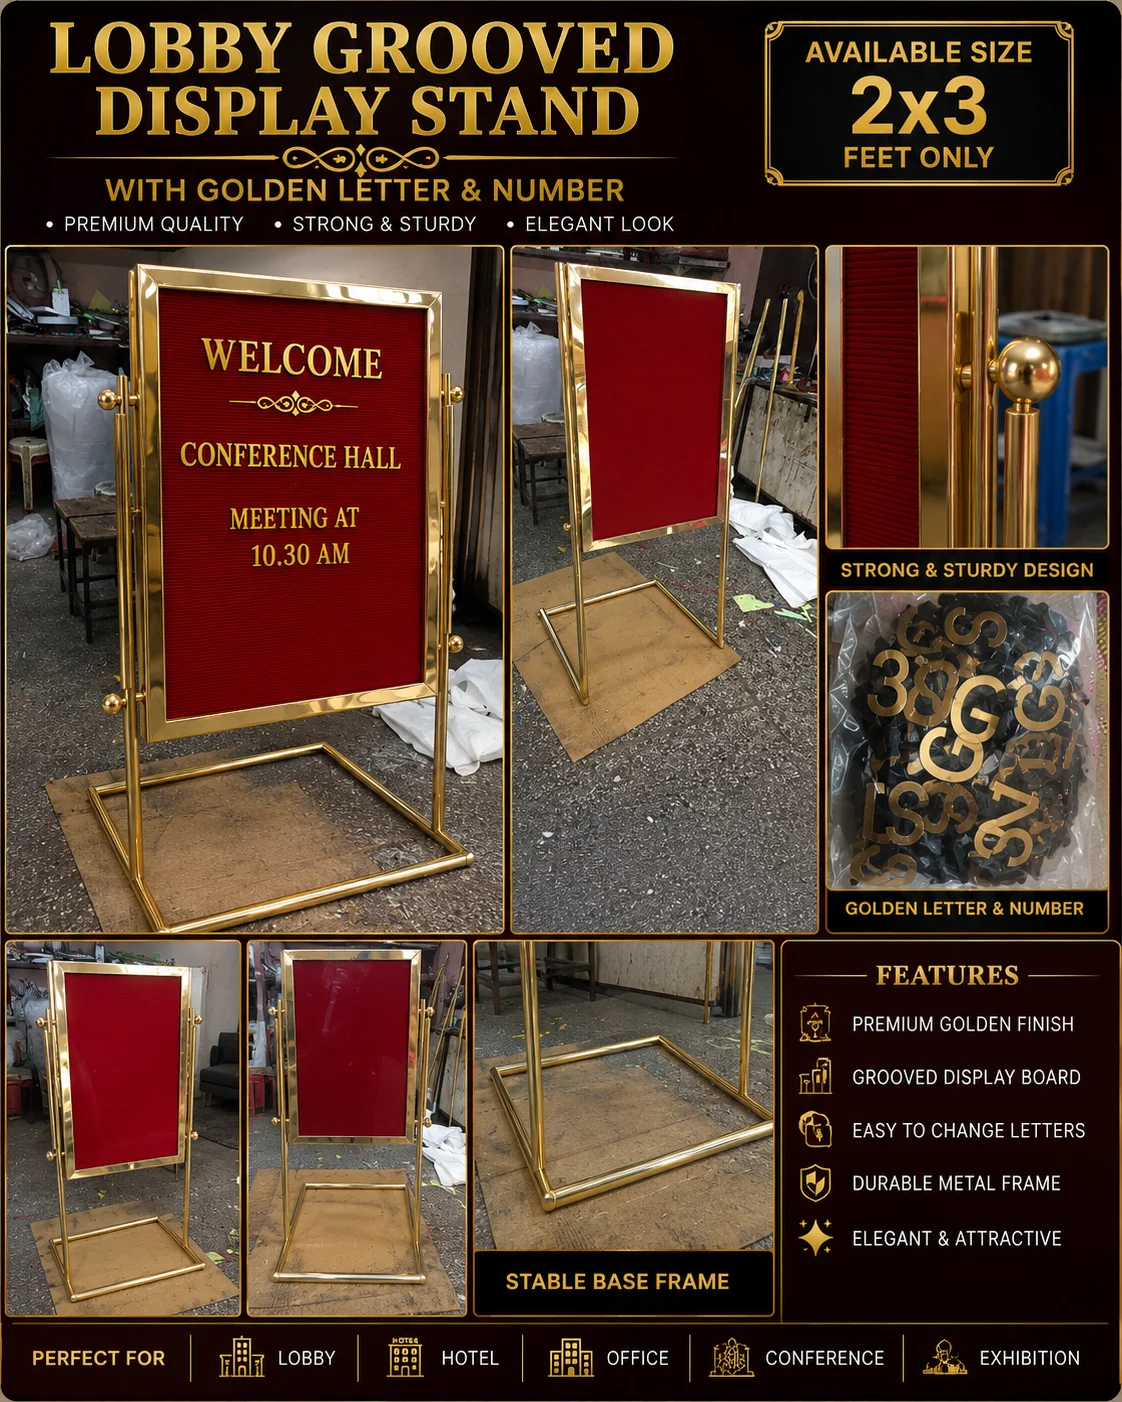 LOBBY GROOVED
DISPLAY STAND
WITH GOLDEN LETTER & NUMBER
• PREMIUM QUALITY • STRONG & STURDY • ELEGANT LOOK
AVAILABLE SIZE
2x3
FEET ONLY
WELCOME
CONFERENCE HALL
MEETING AT
10.30 AM
STRONG & STURDY DESIGN
GOLDEN LETTER & NUMBER
STABLE BASE FRAME
FEATURES
PREMIUM GOLDEN FINISH
GROOVED DISPLAY BOARD
EASY TO CHANGE LETTERS
DURABLE METAL FRAME
ELEGANT & ATTRACTIVE
PERFECT FOR
LOBBY
HOTEL
OFFICE
CONFERENCE
EXHIBITION